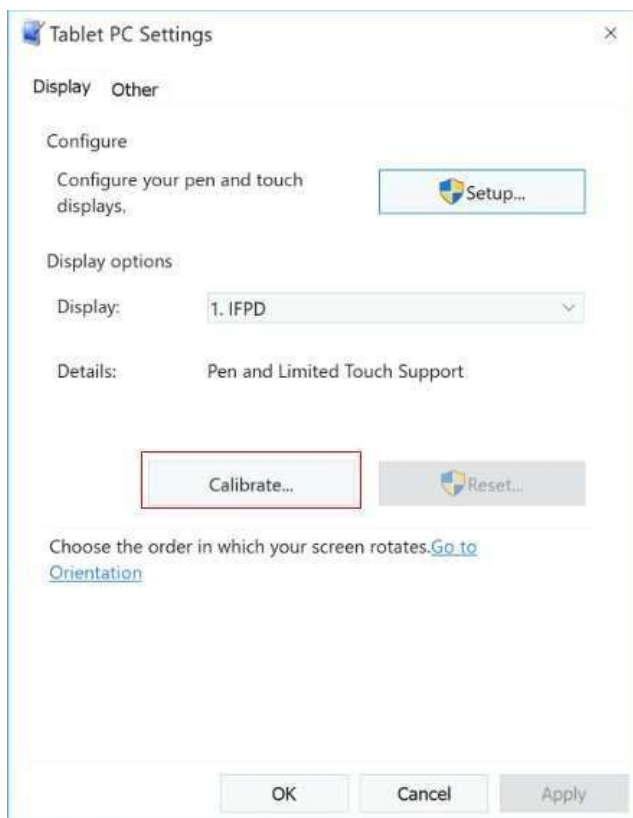 Tablet PC Settings
Display Other
Configure
Configure your pen and touch
displays.
Setup...
Display options
Display:
1. IFPD
Details:
Pen and Limited Touch Support
Calibrate...
Reset...
Choose the order in which your screen rotates.Go to
Orientation
OK
Cancel
Apply